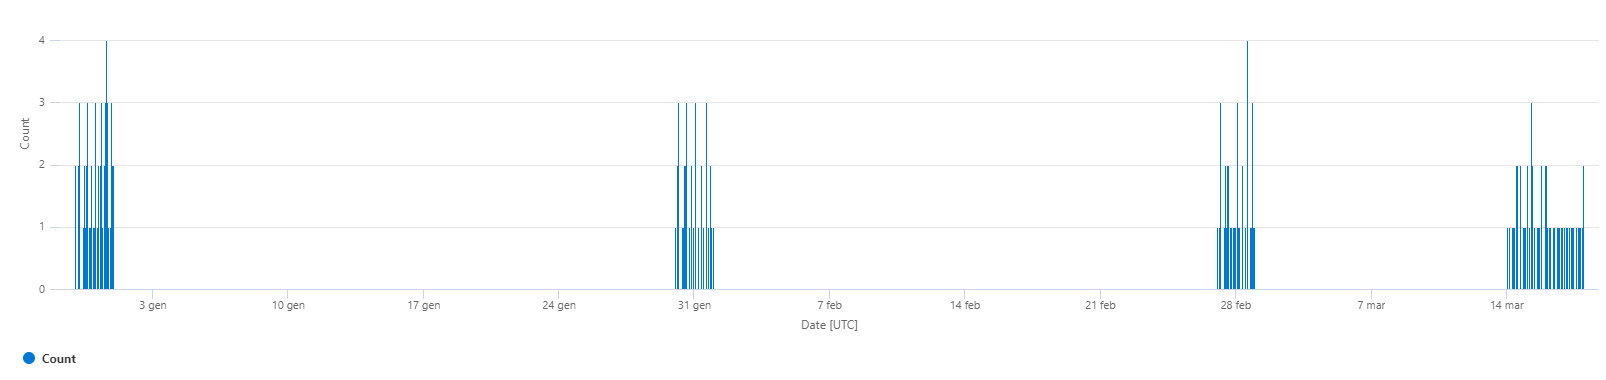 4
3
2
1
0
Count
3 gen
10 gen
17 gen
24 gen
31 gen
7 feb
14 feb
21 feb
28 feb
7 mar
14 mar
Date [UTC]
Count